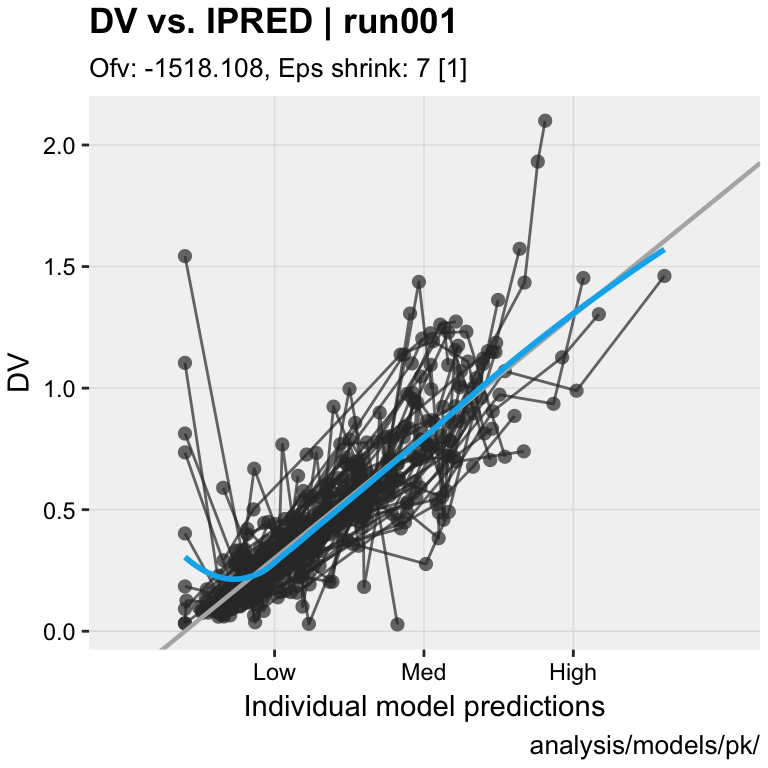 DV vs. IPRED | run001
Ofv: -1518.108, Eps shrink: 7 [1]
2.0
1.5
1.0
0.5
0.0
DV
Low Med High
Individual model predictions
analysis/models/pk/